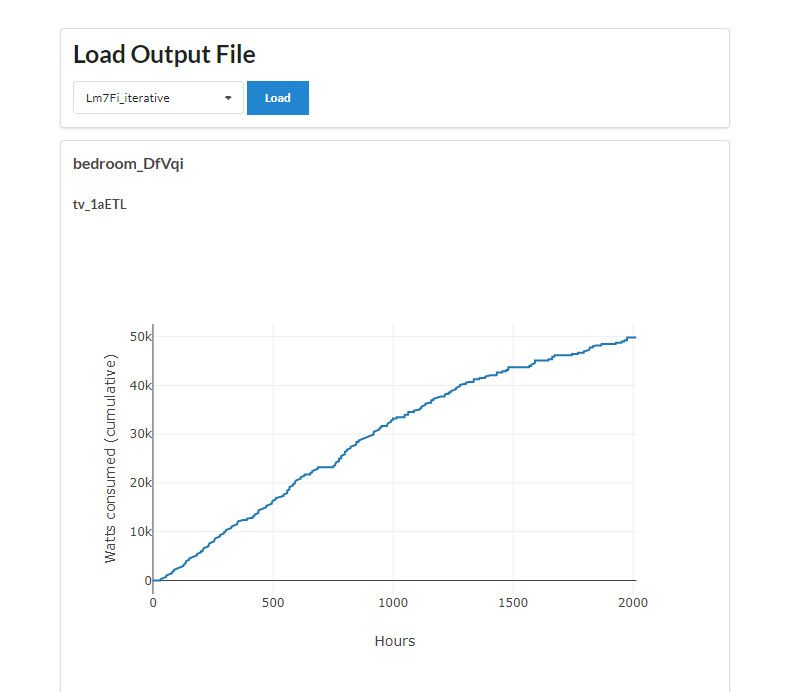 Load Output File
Lm7Fi_iterative
Load
bedroom_DfVqi
tv_1aETL
Watts consumed (cumulative)
50k
40k
30k
20k
10k
0
0 500 1000 1500 2000
Hours